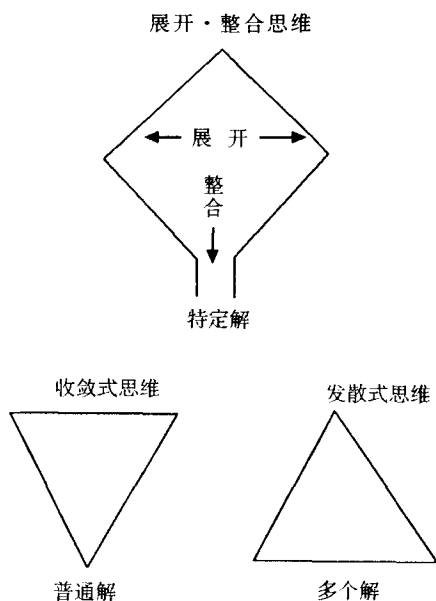 展开·整合思维
展开
整
合
特定解
收敛式思维
发散式思维
普通解
多个解